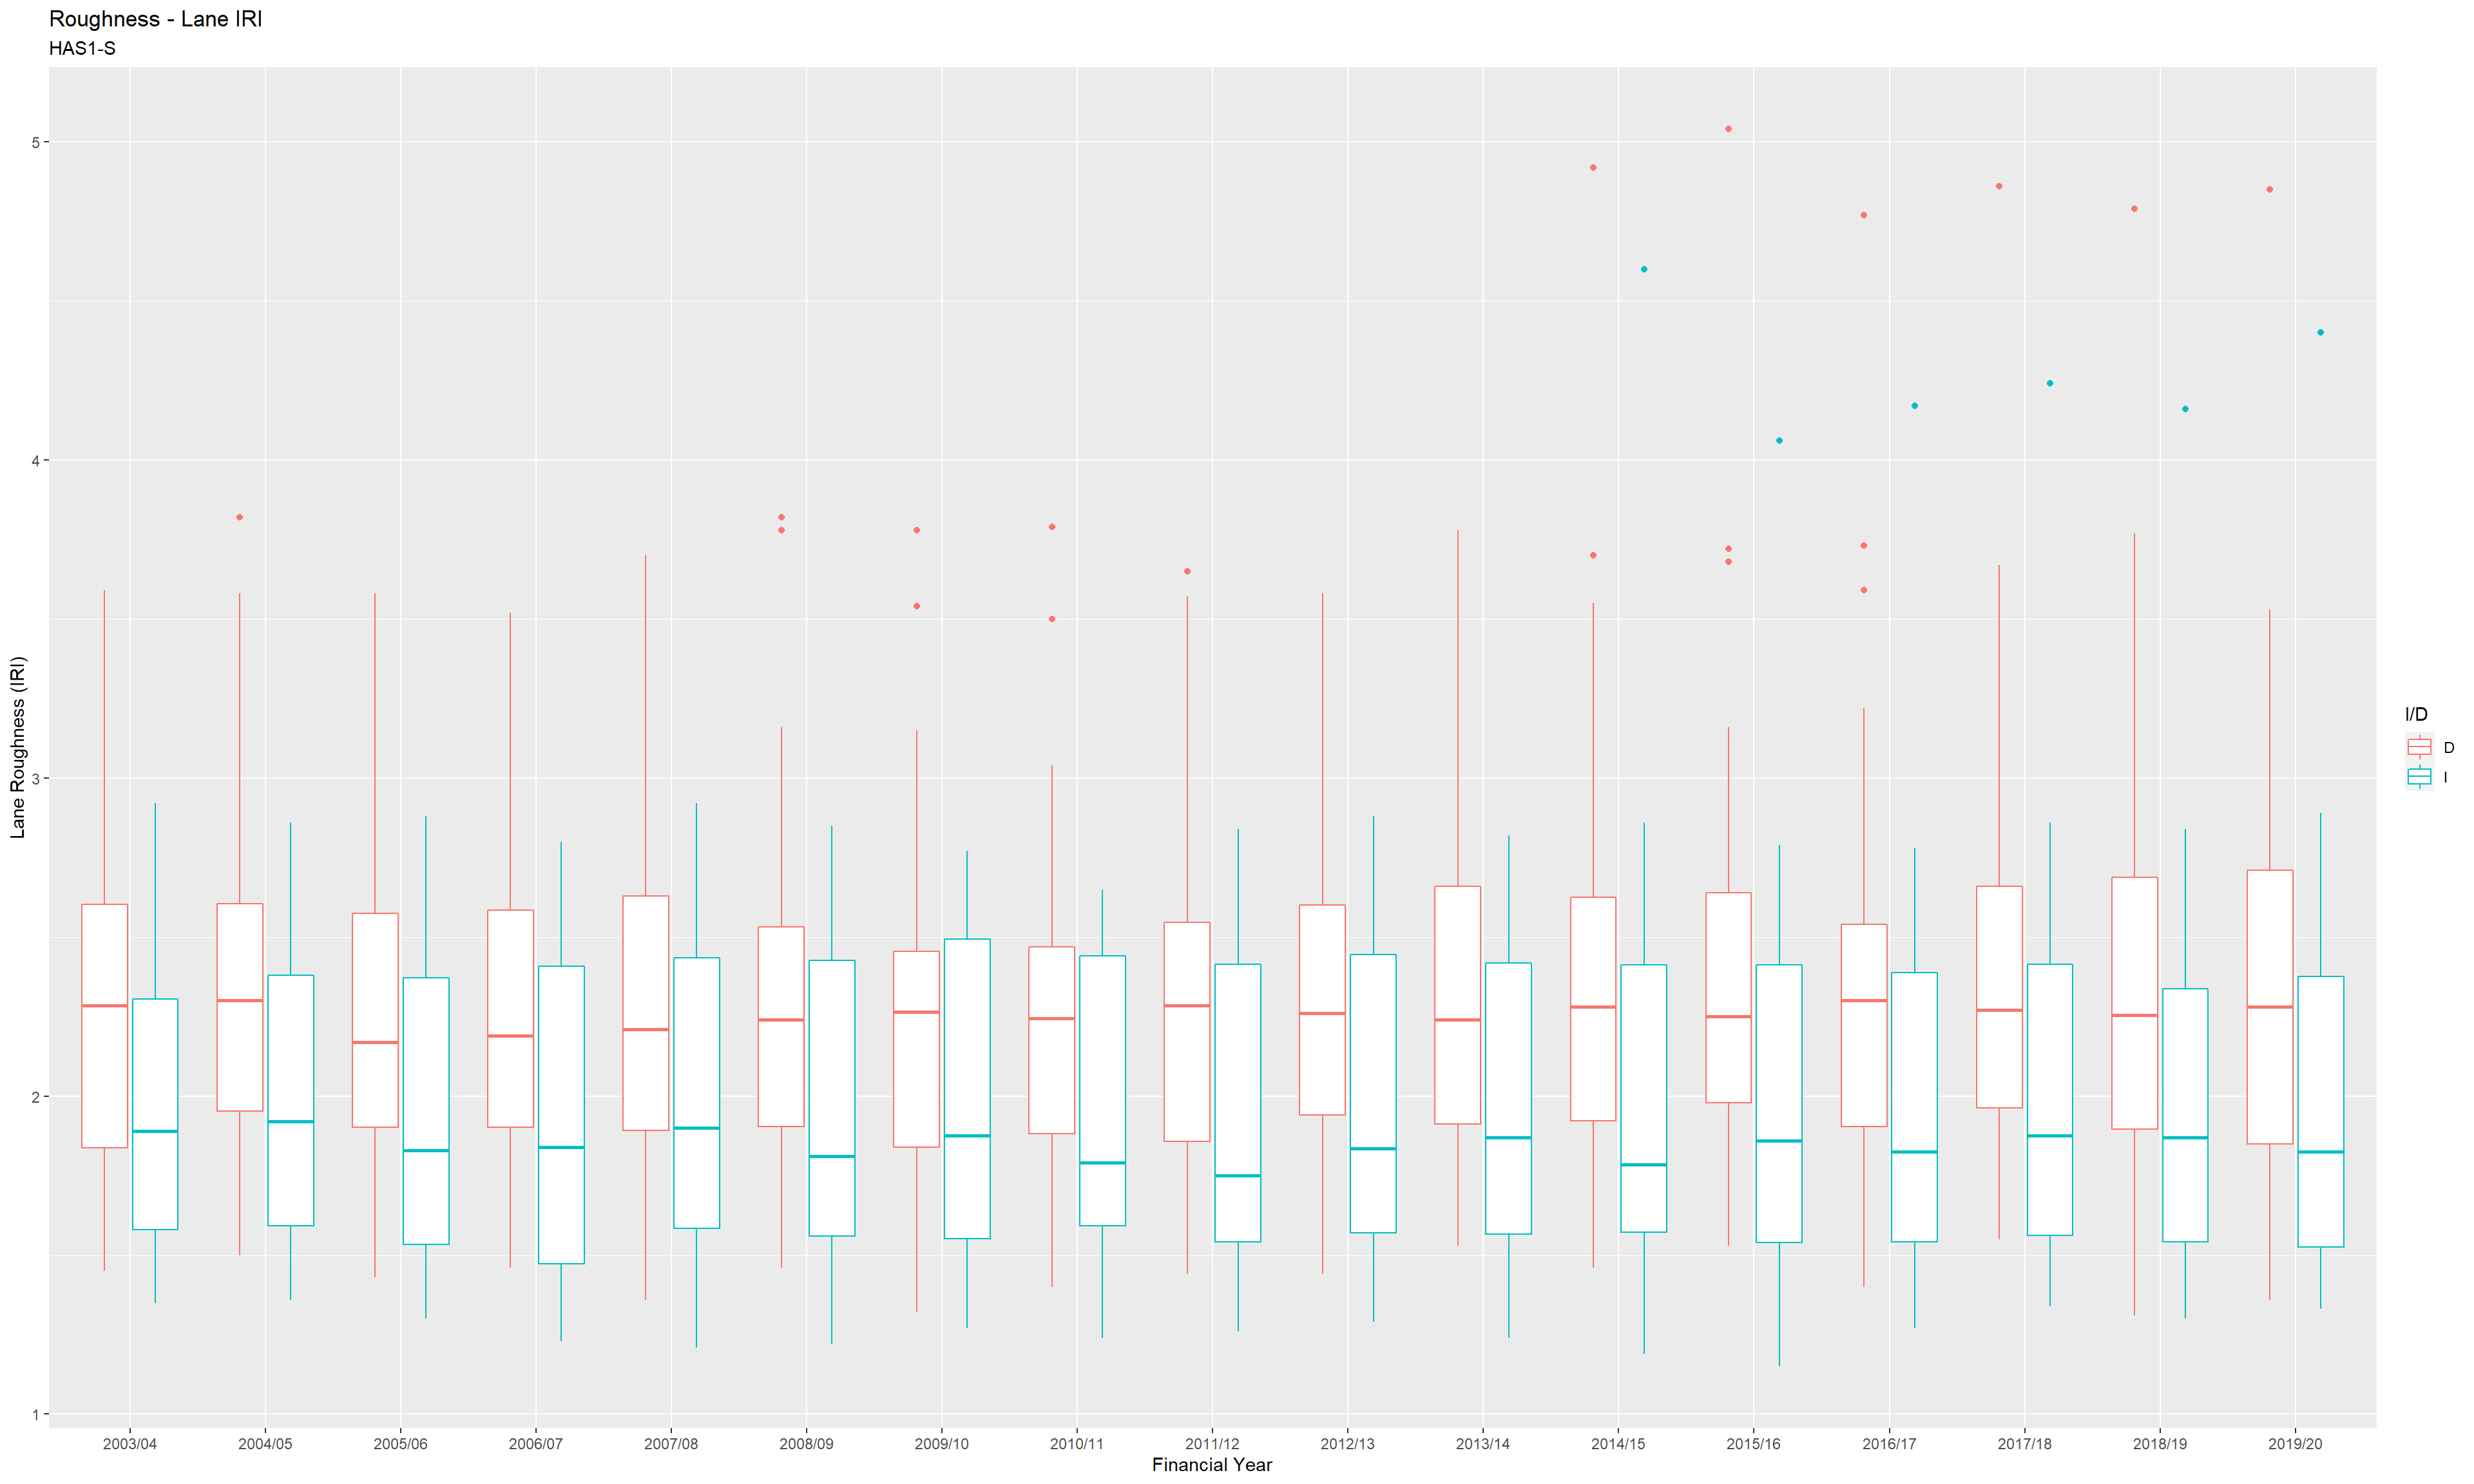 Roughness - Lane IRI
HAS1-S
Lane Roughness (IRI)
5
4
3
2
1
2003/04 2004/05 2005/06 2006/07 2007/08 2008/09 2009/10 2010/11 2011/12 2012/13 2013/14 2014/15 2015/16 2016/17 2017/18 2018/19 2019/20
Financial Year
I/D
D
I